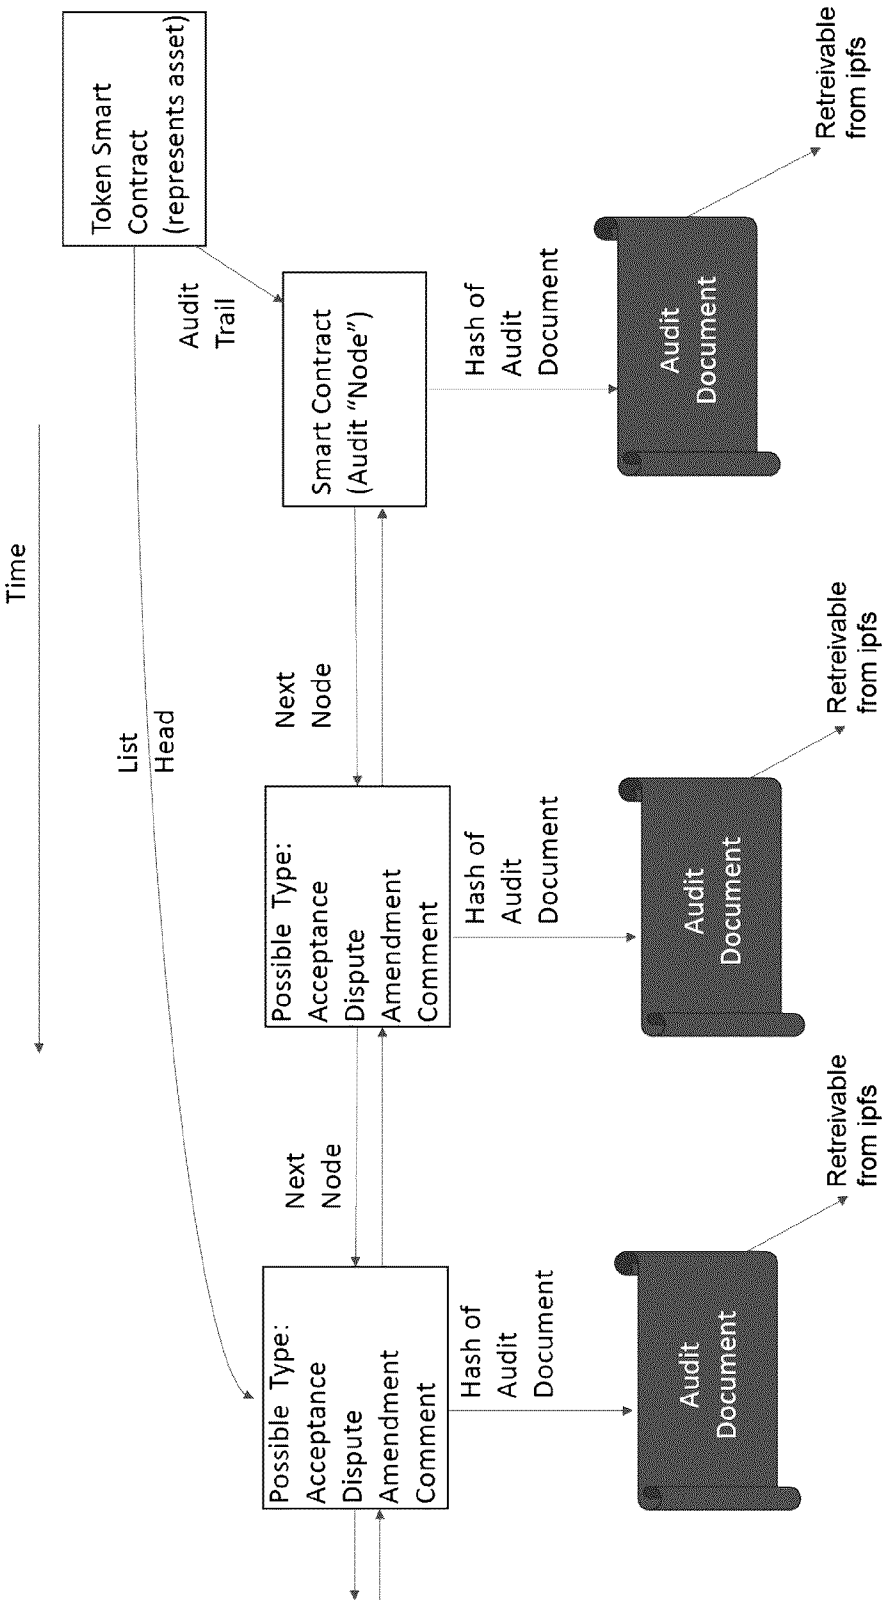 Time
Token Smart
Contract
(represents asset)
List
Head
Audit
Trail
Possible Type:
Acceptance
Dispute
Amendment
Comment
Next
Node
Possible Type:
Acceptance
Dispute
Amendment
Comment
Next
Node
Smart Contract
(Audit “Node”)
Hash of
Audit
Document
Hash of
Audit
Document
Hash of
Audit
Document
Audit
Document
Audit
Document
Audit
Document
Retreivable
from ipfs
Retreivable
from ipfs
Retreivable
from ipfs